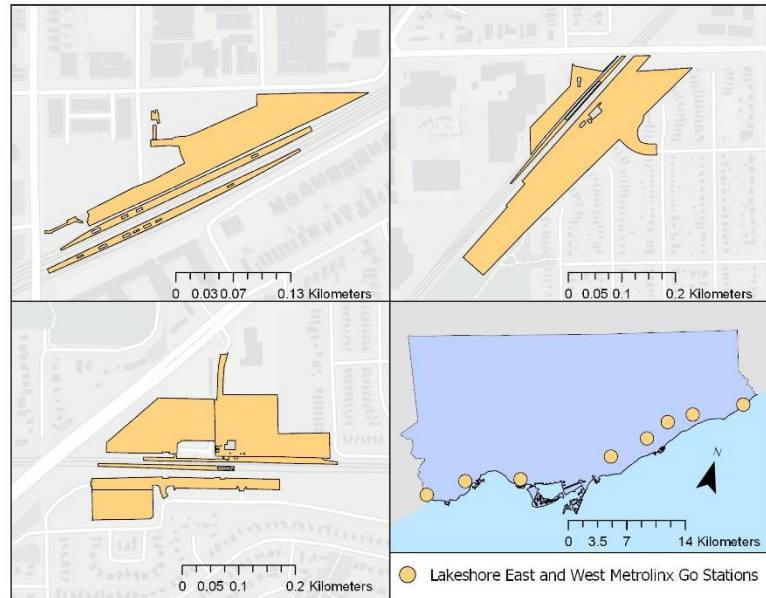 0 0.03 0.07 0.13 Kilometers
0 0.05 0.1 0.2 Kilometers
0 0.05 0.1 0.2 Kilometers
N
0 3.5 7 14 Kilometers
Lakeshore East and West Metrolinx Go Stations